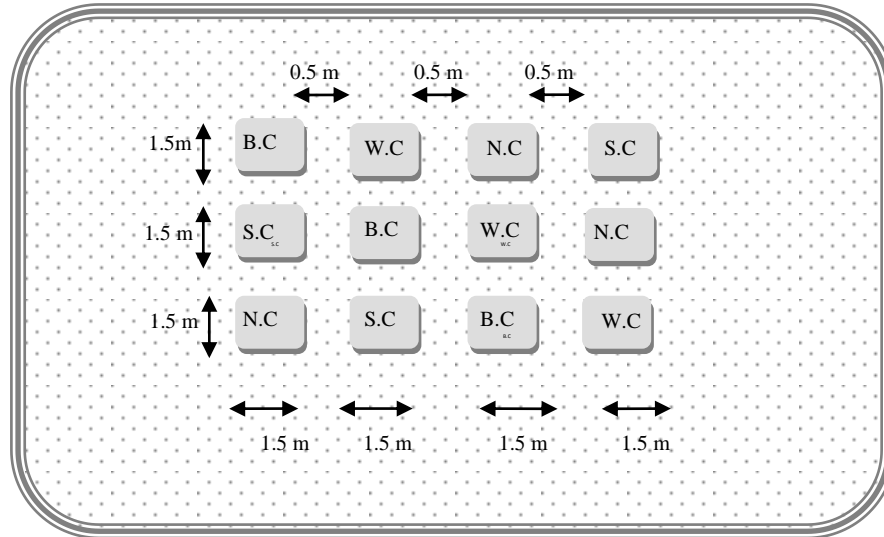 0.5 m 0.5 m 0.5 m
1.5m B.C W.C N.C S.C
1.5 m S.C S.C B.C W.C W.C N.C
1.5 m N.C S.C B.C B.C W.C
1.5 m 1.5 m 1.5 m 1.5 m